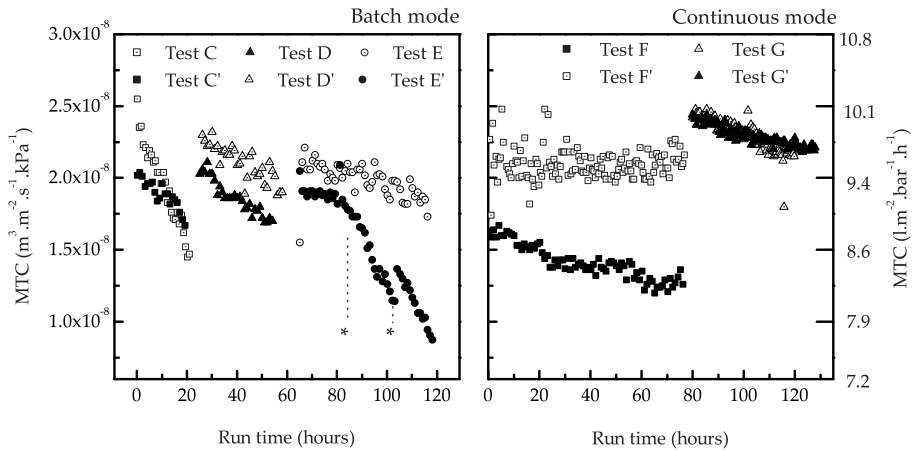 Batch mode
Continuous mode
3.0x10⁻⁸
2.5x10⁻⁸
2.0x10⁻⁸
1.5x10⁻⁸
1.0x10⁻⁸
MTC (m³.m⁻².s⁻¹.kPa⁻¹)
Test C
Test D
Test E
Test C'
Test D'
Test E'
*
*
0 20 40 60 80 100 120
Run time (hours)
Test F
Test G
Test F'
Test G'
0 20 40 60 80 100 120
Run time (hours)
10.8
10.1
9.4
8.6
7.9
7.2
MTC (l.m⁻².bar⁻¹.h⁻¹)